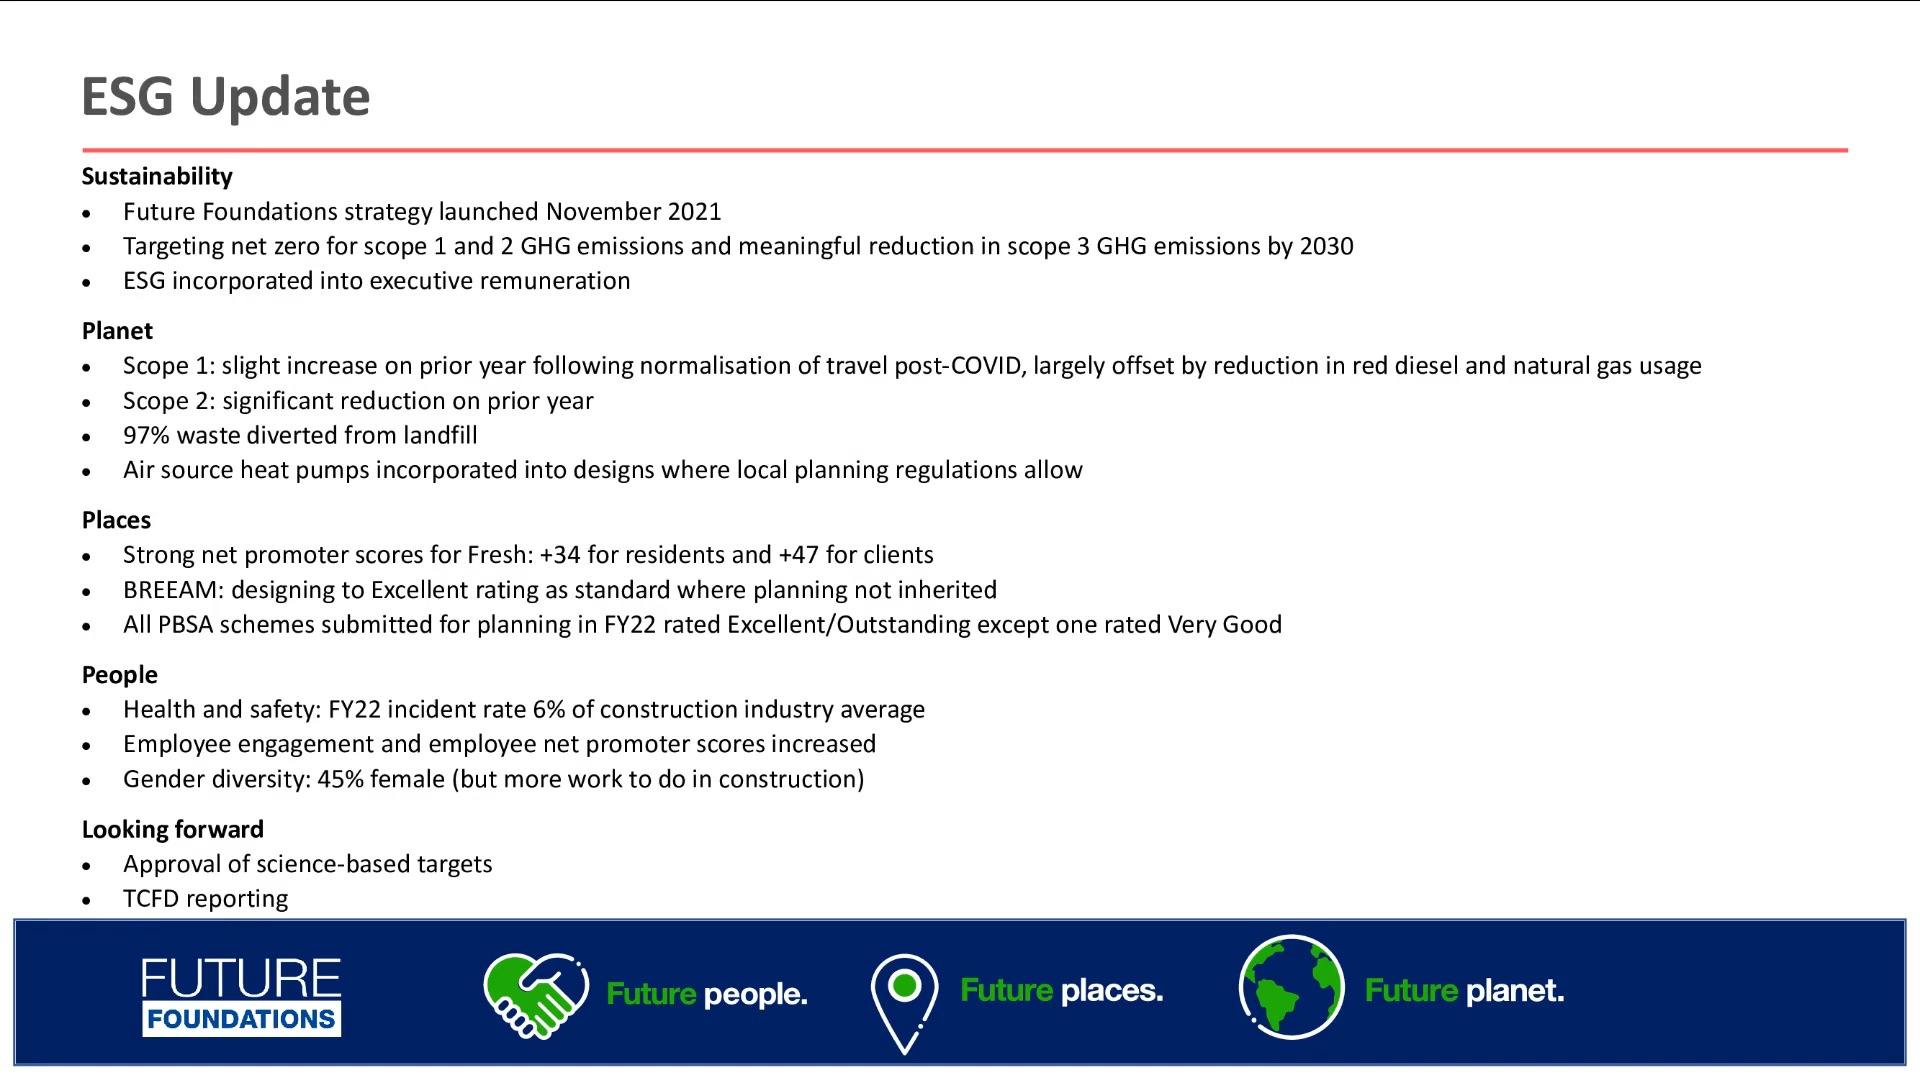 ESG Update
Sustainability
• Future Foundations strategy launched November 2021
• Targeting net zero for scope 1 and 2 GHG emissions and meaningful reduction in scope 3 GHG emissions by 2030
• ESG incorporated into executive remuneration
Planet
• Scope 1: slight increase on prior year following normalisation of travel post-COVID, largely offset by reduction in red diesel and natural gas usage
• Scope 2: significant reduction on prior year
• 97% waste diverted from landfill
• Air source heat pumps incorporated into designs where local planning regulations allow
Places
• Strong net promoter scores for Fresh: +34 for residents and +47 for clients
• BREEAM: designing to Excellent rating as standard where planning not inherited
• All PBSA schemes submitted for planning in FY22 rated Excellent/Outstanding except one rated Very Good
People
• Health and safety: FY22 incident rate 6% of construction industry average
• Employee engagement and employee net promoter scores increased
• Gender diversity: 45% female (but more work to do in construction)
Looking forward
• Approval of science-based targets
• TCFD reporting
FUTURE
FOUNDATIONS
Future people.
Future places.
Future planet.